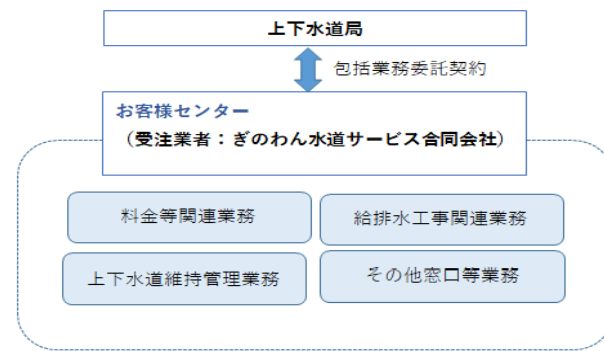 上下水道局
包括業務委託契約
お客様センター
（受注業者：ぎのわん水道サービス合同会社）
料金等関連業務
給排水工事関連業務
上下水道維持管理業務
その他窓口等業務